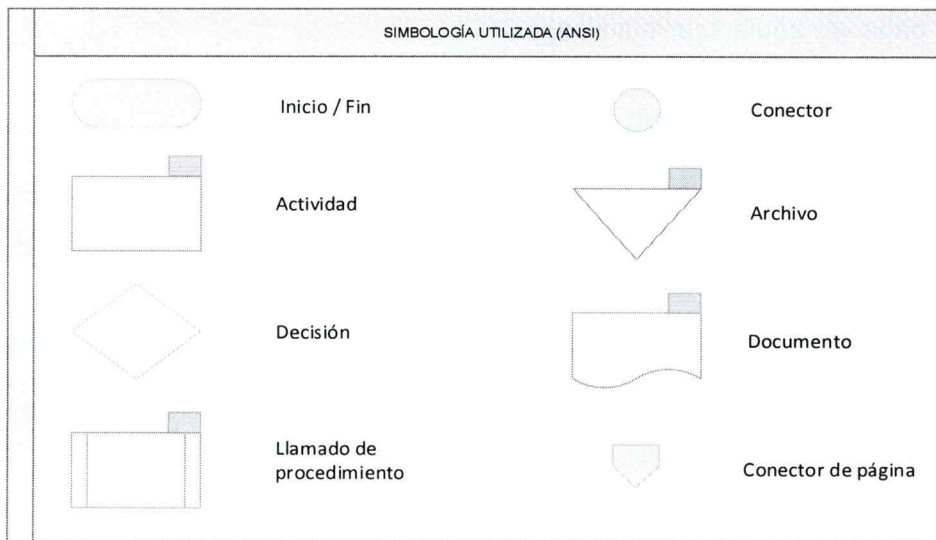 SIMBOLOGÍA UTILIZADA (ANSI)
Inicio / Fin
Conector
Actividad
Archivo
Decisión
Documento
Llamado de
procedimiento
Conector de página